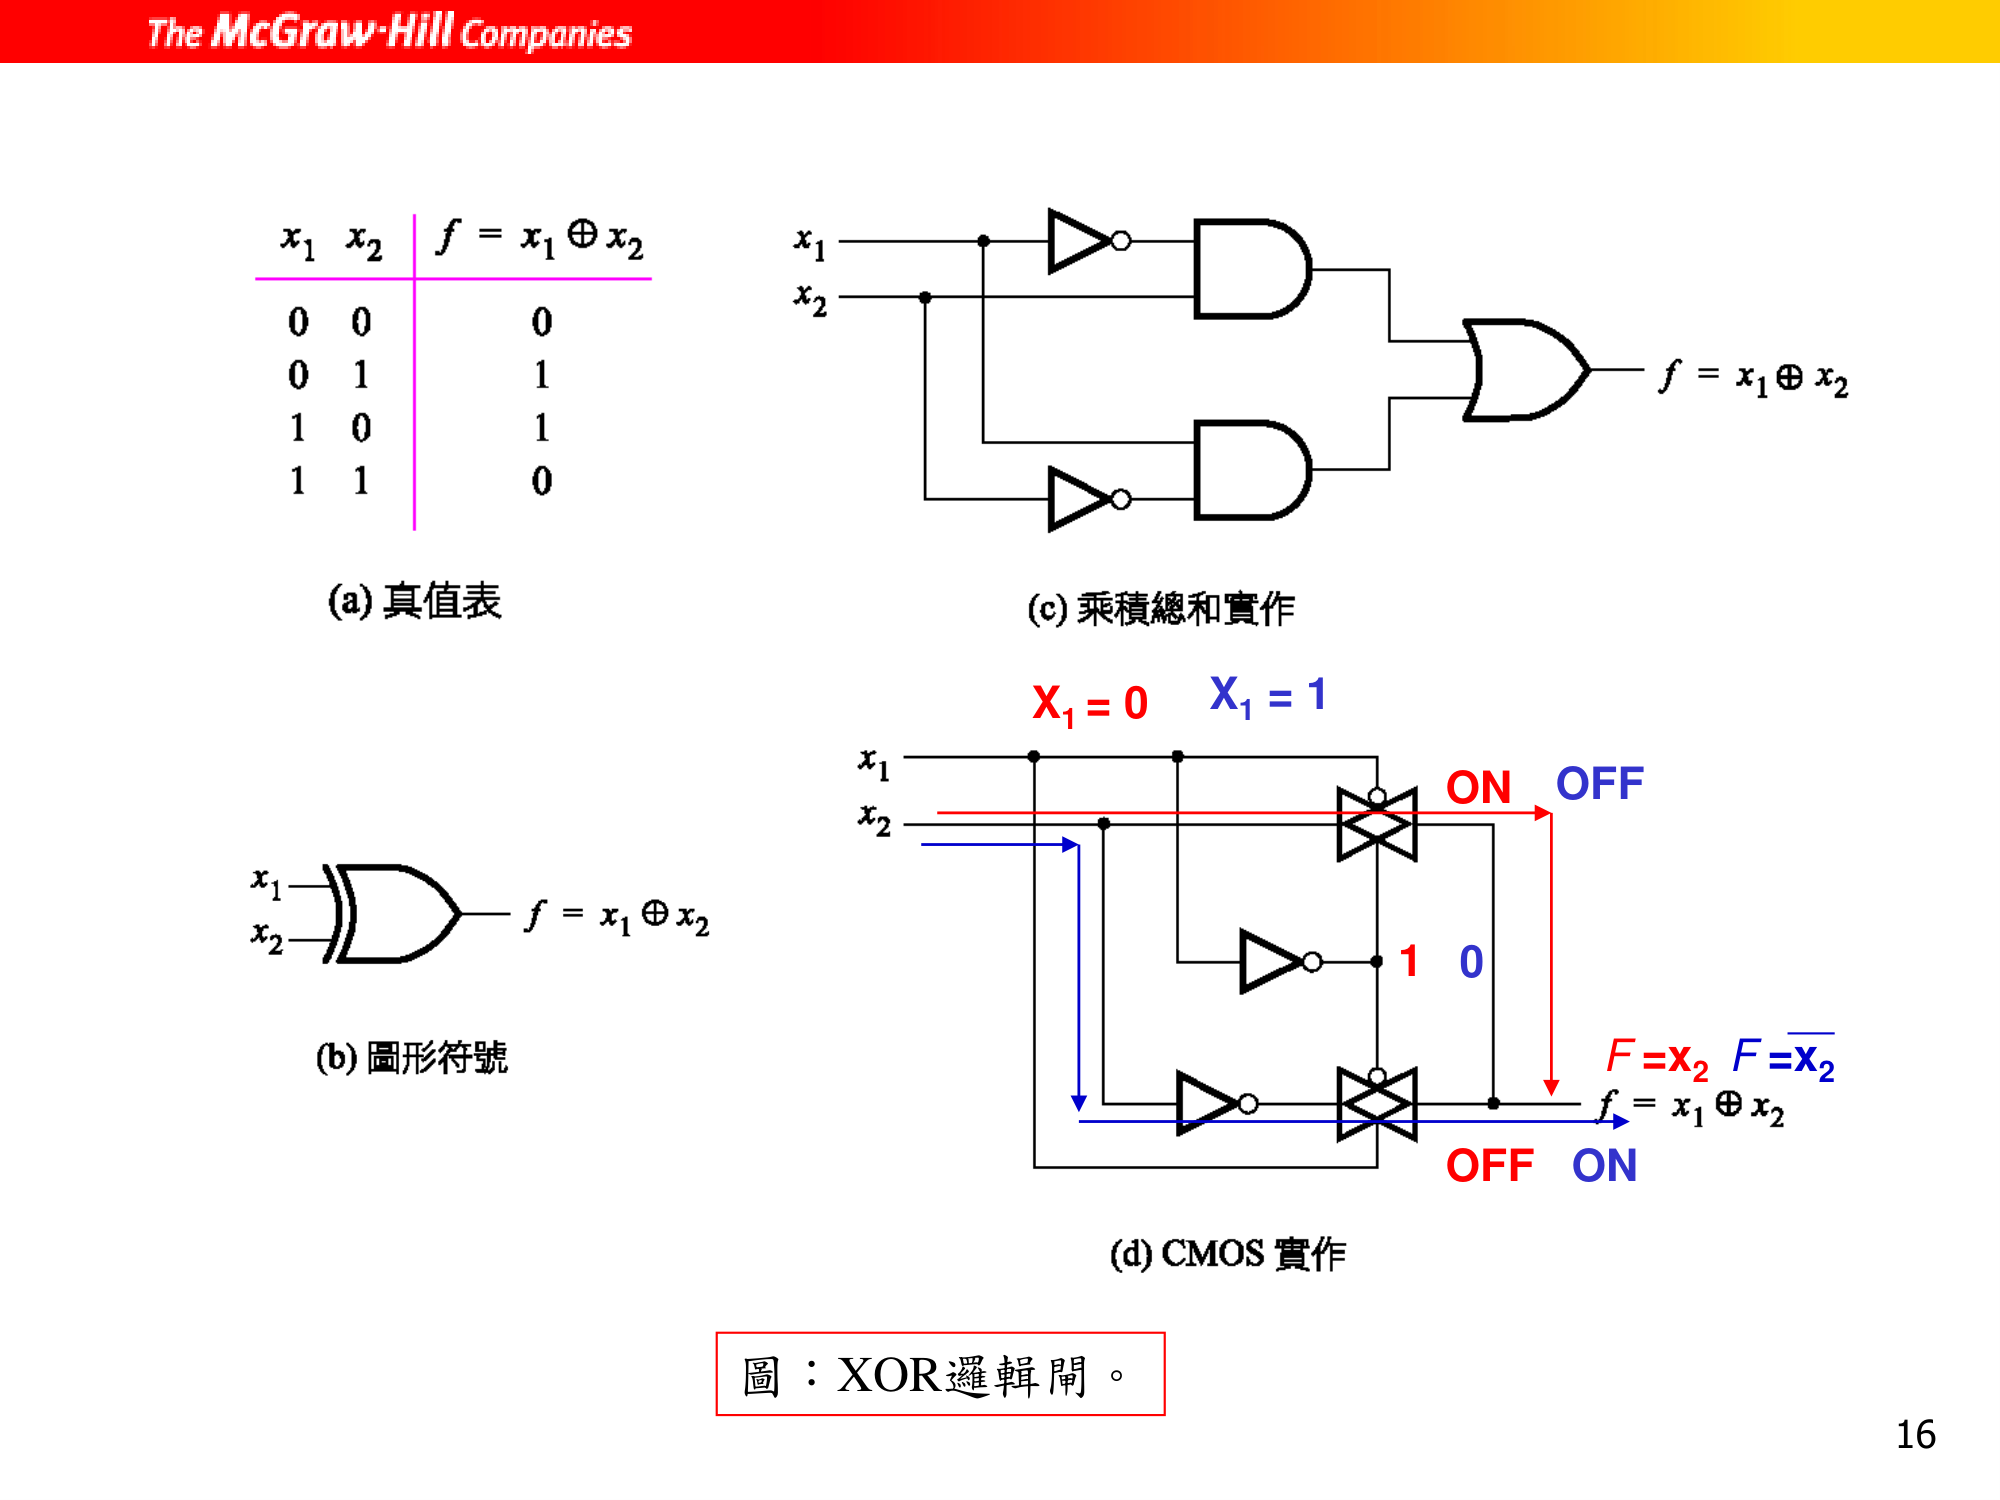 The McGraw-Hill Companies
x1 x2 f = x1 ⊕ x2
0 0 0
0 1 1
1 0 1
1 1 0
(a) 真值表
x1
x2
f = x1 ⊕ x2
(c) 乘積總和實作
x1
x2
f = x1 ⊕ x2
(b) 圖形符號
X1 = 0 X1 = 1
x1
x2
ON OFF
1 0
F =x2 F =x̅2
f = x1 ⊕ x2
OFF ON
(d) CMOS 實作
圖：XOR邏輯閘。
16